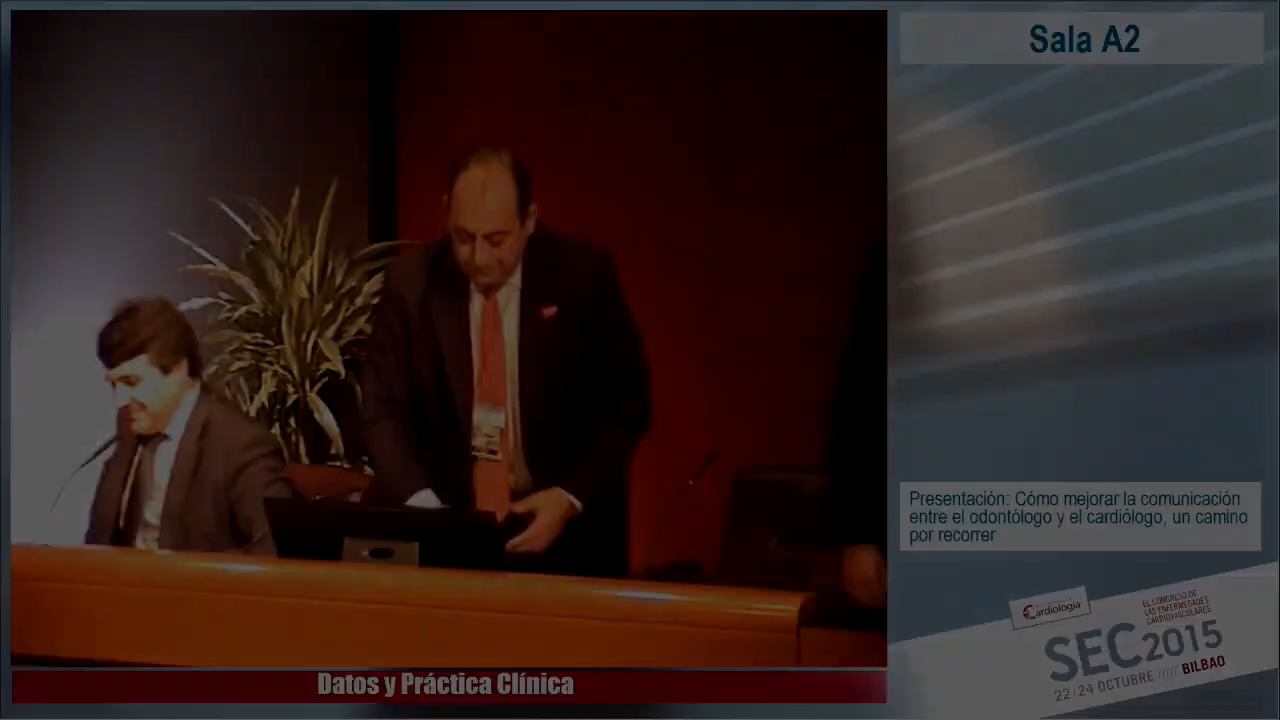 Sala A2
Presentación: Cómo mejorar la comunicación
entre el odontólogo y el cardiólogo, un camino
por recorrer
Cardiología
EL CONGRESO DE
LAS ENFERMEDADES
CARDIOVASCULARES
SEC2015
22/24 OCTUBRE ///// BILBAO
Datos y Práctica Clínica